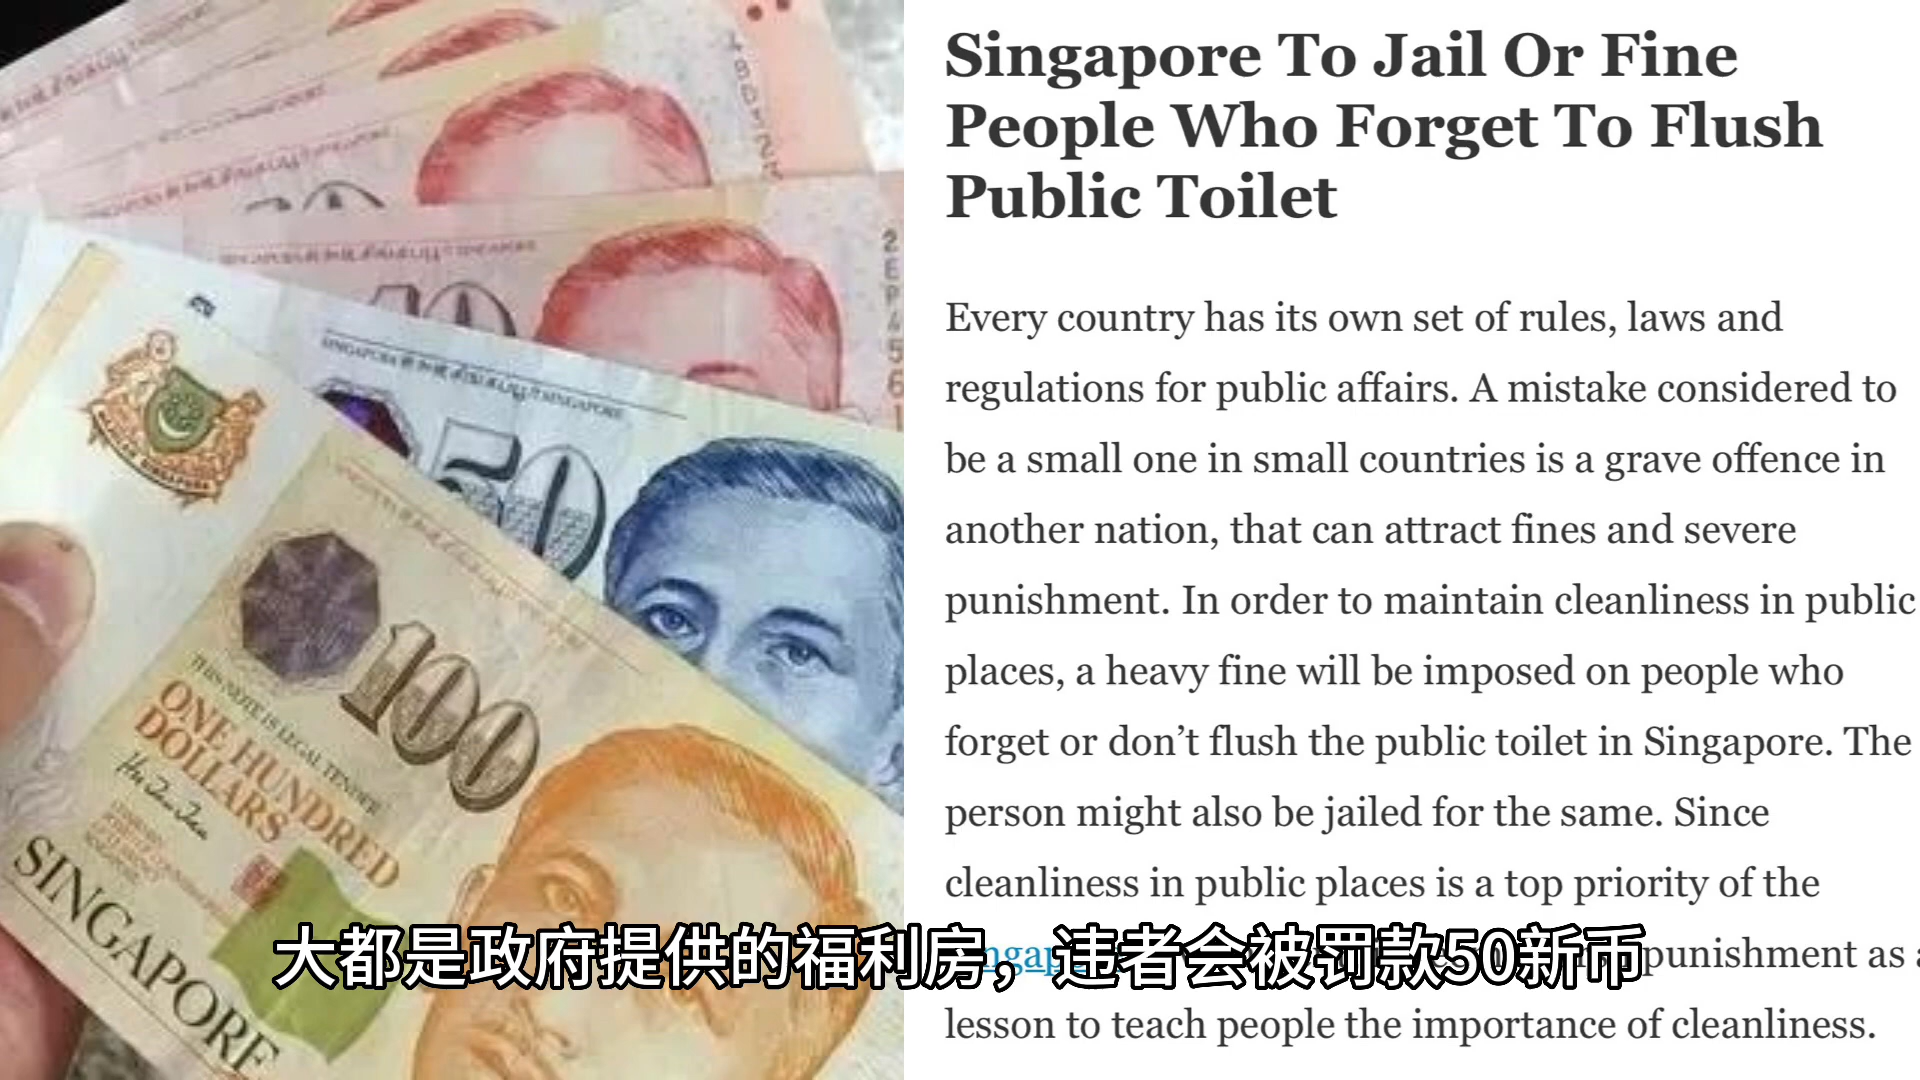 Singapore To Jail Or Fine
People Who Forget To Flush
Public Toilet
Every country has its own set of rules, laws and
regulations for public affairs. A mistake considered to
be a small one in small countries is a grave offence in
another nation, that can attract fines and severe
punishment. In order to maintain cleanliness in public
places, a heavy fine will be imposed on people who
forget or don’t flush the public toilet in Singapore. The
person might also be jailed for the same. Since
cleanliness in public places is a top priority of the
punishment as a
lesson to teach people the importance of cleanliness.
50
100
THIS NOTE IS LEGAL TENDER
ONE HUNDRED
DOLLARS
SINGAPORE
大都是政府提供的福利房，违者会被罚款50新币